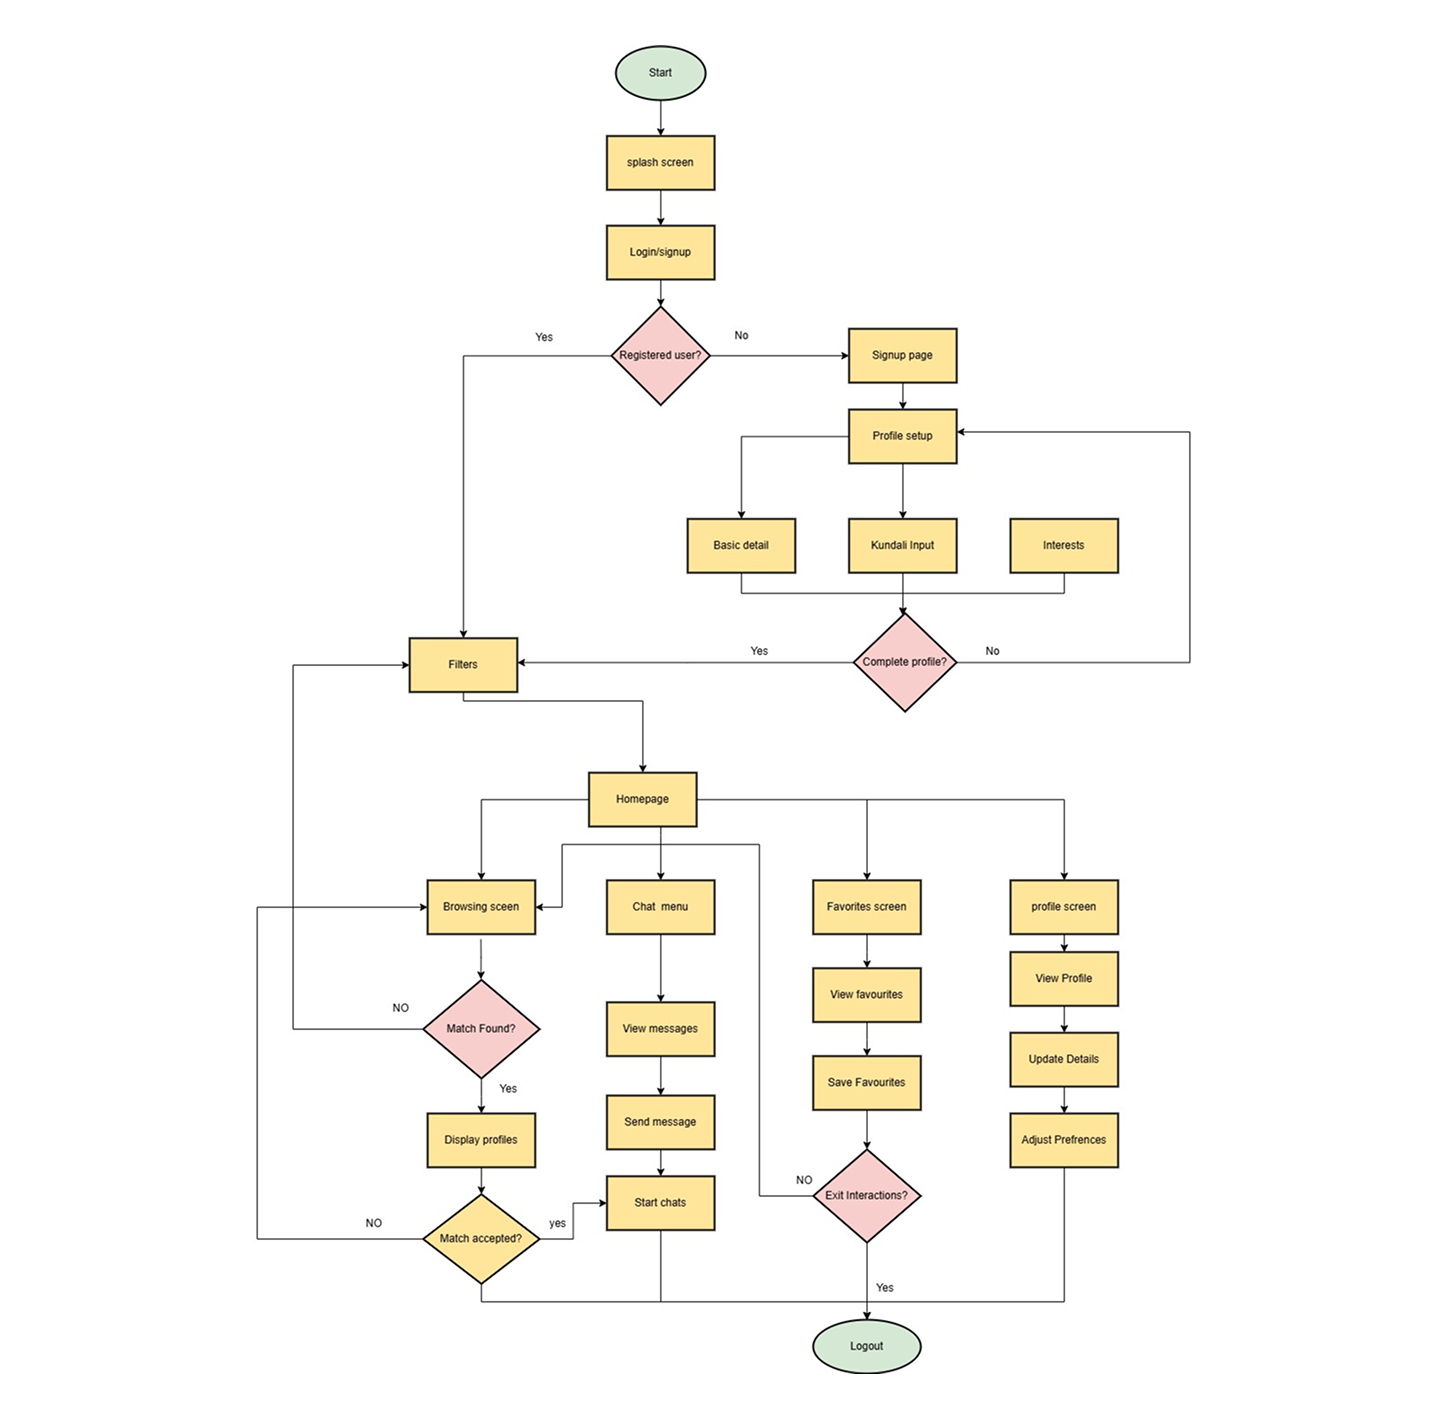 Start
splash screen
Login/signup
Yes
Registered user?
No
Signup page
Profile setup
Basic detail
Kundali Input
Interests
Filters
Yes
Complete profile?
No
Homepage
Browsing sceen
Chat menu
Favorites screen
profile screen
View Profile
View favourites
NO
Match Found?
View messages
Update Details
Yes
Save Favourites
Display profiles
Send message
Adjust Prefrences
NO
Exit Interactions?
Start chats
NO
Match accepted?
yes
Yes
Logout